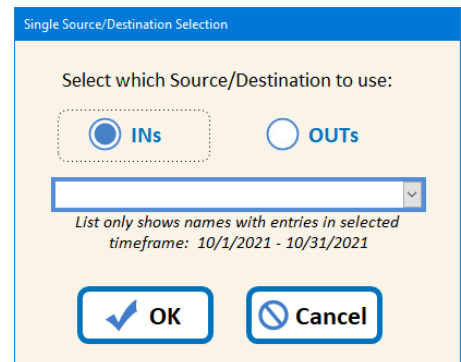 Single Source/Destination Selection
Select which Source/Destination to use:
INs OUTs
List only shows names with entries in selected
timeframe: 10/1/2021 - 10/31/2021
OK Cancel